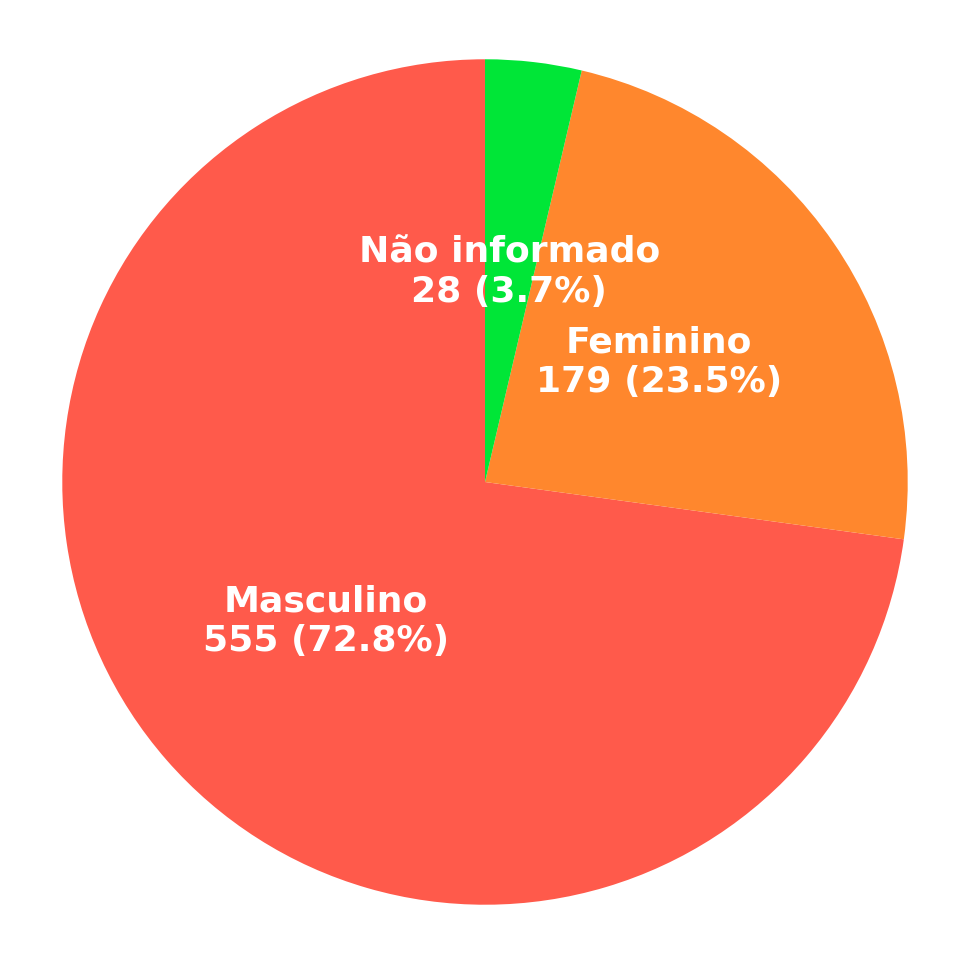 Não informado
28 (3.7%)
Feminino
179 (23.5%)
Masculino
555 (72.8%)